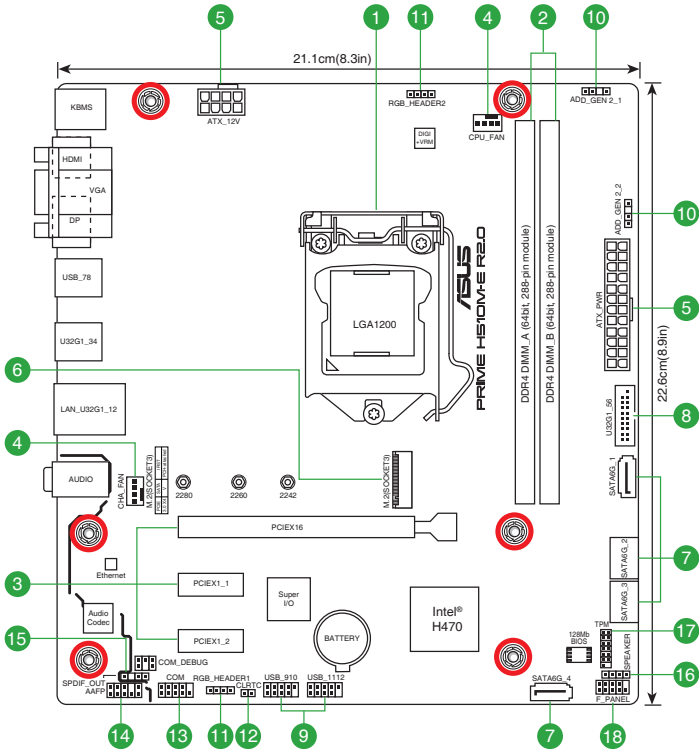 5
1
11
4
2
10
21.1cm(8.3in)
KBMS
ATX_12V
RGB_HEADER2
DIGI
+VRM
CPU_FAN
ADD_GEN 2_1
HDMI
VGA
DP
ADD_GEN 2_2
10
USB_78
U32G1_34
LGA1200
ASUS
PRIME H510M-E R2.0
DDR4 DIMM_A (64bit, 288-pin module)
DDR4 DIMM_B (64bit, 288-pin module)
ATX_PWR
5
22.6cm(8.9in)
6
LAN_U32G1_12
U32G1_56
8
4
AUDIO
CHA_FAN
M.2(SOCKET3)
2280
2260
2242
M.2(SOCKET3)
SATA6G_1
PCIEX16
Ethernet
3
PCIEX1_1
Super
I/O
Intel®
H470
SATA6G_2
SATA6G_3
7
Audio
Codec
PCIEX1_2
BATTERY
128Mb
BIOS
TPM
17
15
COM_DEBUG
SPEAKER
16
SPDIF_OUT
AAFP
COM
RGB_HEADER1
CLRTC
USB_910
USB_1112
SATA6G_4
F_PANEL
14
13
11
12
9
7
18